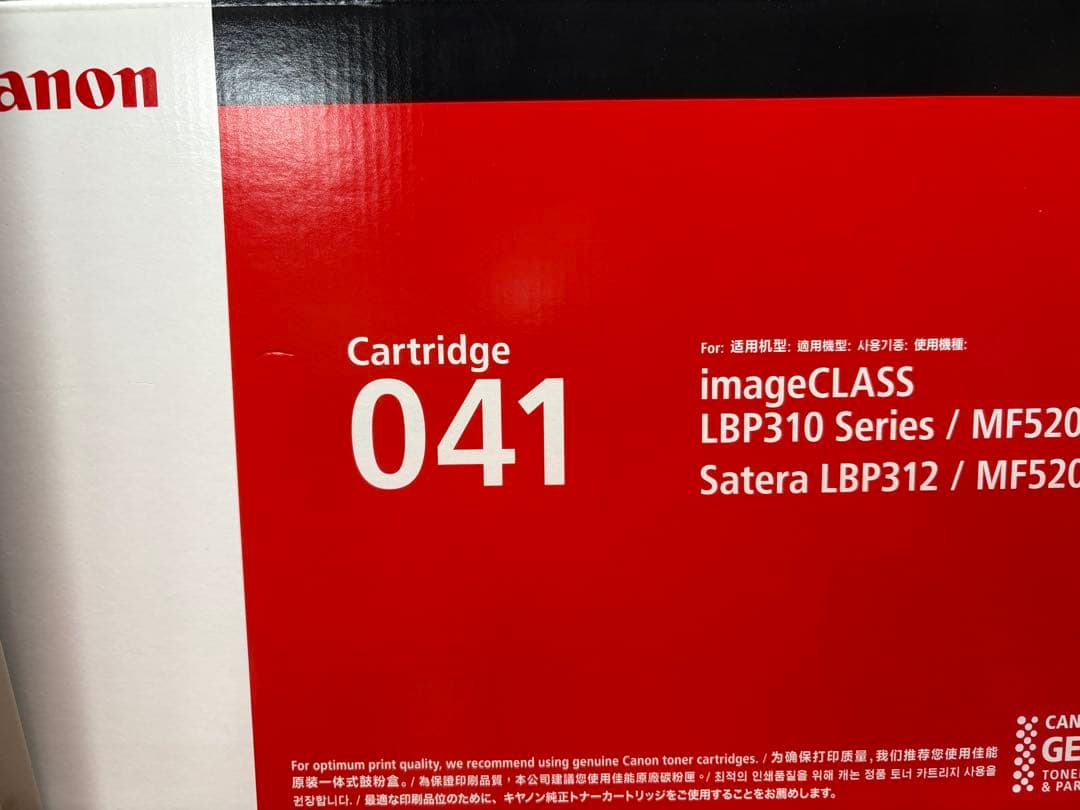 anon
Cartridge
041
For: 适用机型: 適用機型: 사용기종: 使用機種:
imageCLASS
LBP310 Series / MF520
Satera LBP312 / MF520
For optimum print quality, we recommend using genuine Canon toner cartridges. / 为确保打印质量，我们推荐您使用佳能
原装一体式鼓粉盒。/ 為保證印刷品質，本公司建議您使用佳能原廠碳粉匣。/ 최적의 인쇄품질을 위해 캐논 정품 토너 카트리지 사용을
권장합니다. / 最適な印刷品位のために、キヤノン純正トナーカートリッジをご使用することをお薦めします。
CAN
GE
TONE
& PAR